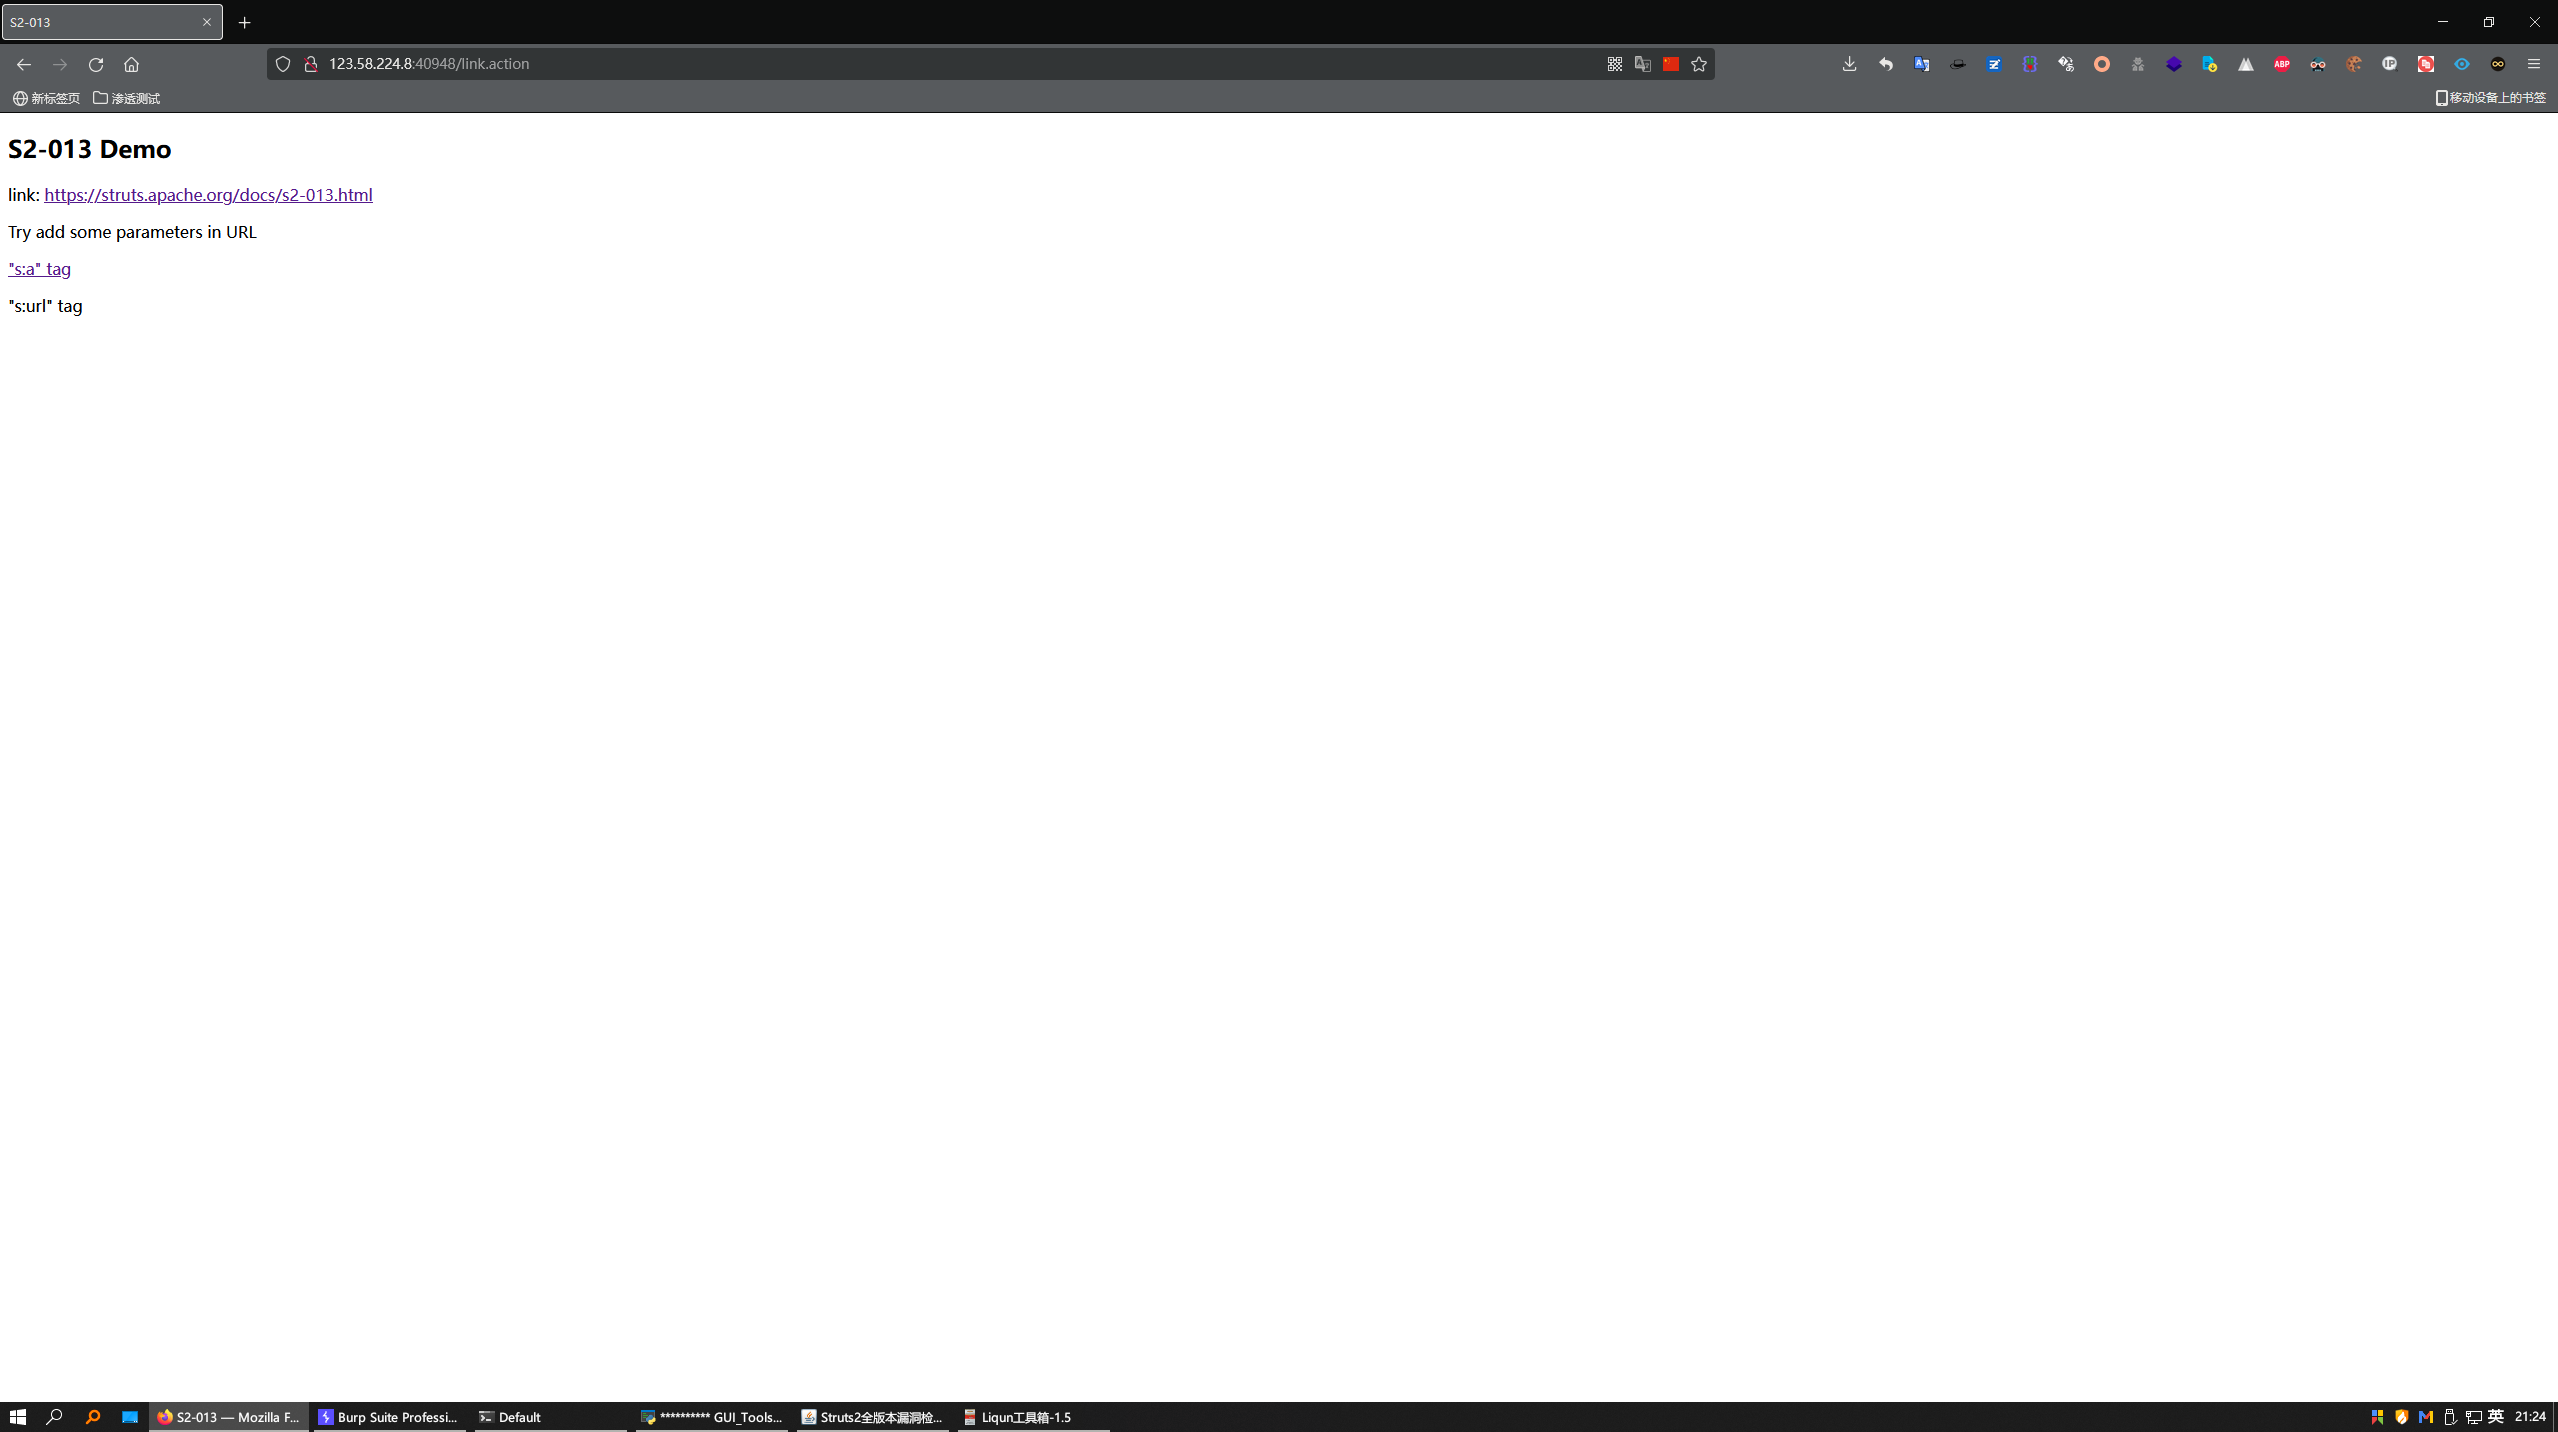 S2-013
123.58.224.8:40948/link.action
ABP
IP
新标签页
渗透测试
移动设备上的书签
S2-013 Demo
link: https://struts.apache.org/docs/s2-013.html
Try add some parameters in URL
"s:a" tag
"s:url" tag
S2-013 — Mozilla F...
Burp Suite Professi...
Default
********** GUI_Tools...
Struts2全版本漏洞检...
Liqun工具箱-1.5
英
21:24